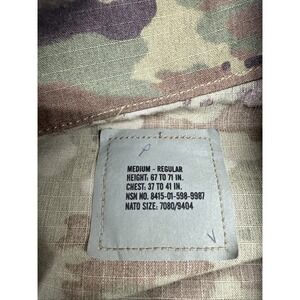 MEDIUM - REGULAR
HEIGHT: 67 TO 71 IN.
CHEST: 37 TO 41 IN.
NSN NO. 8415-01-598-9987
NATO SIZE: 7080/9404